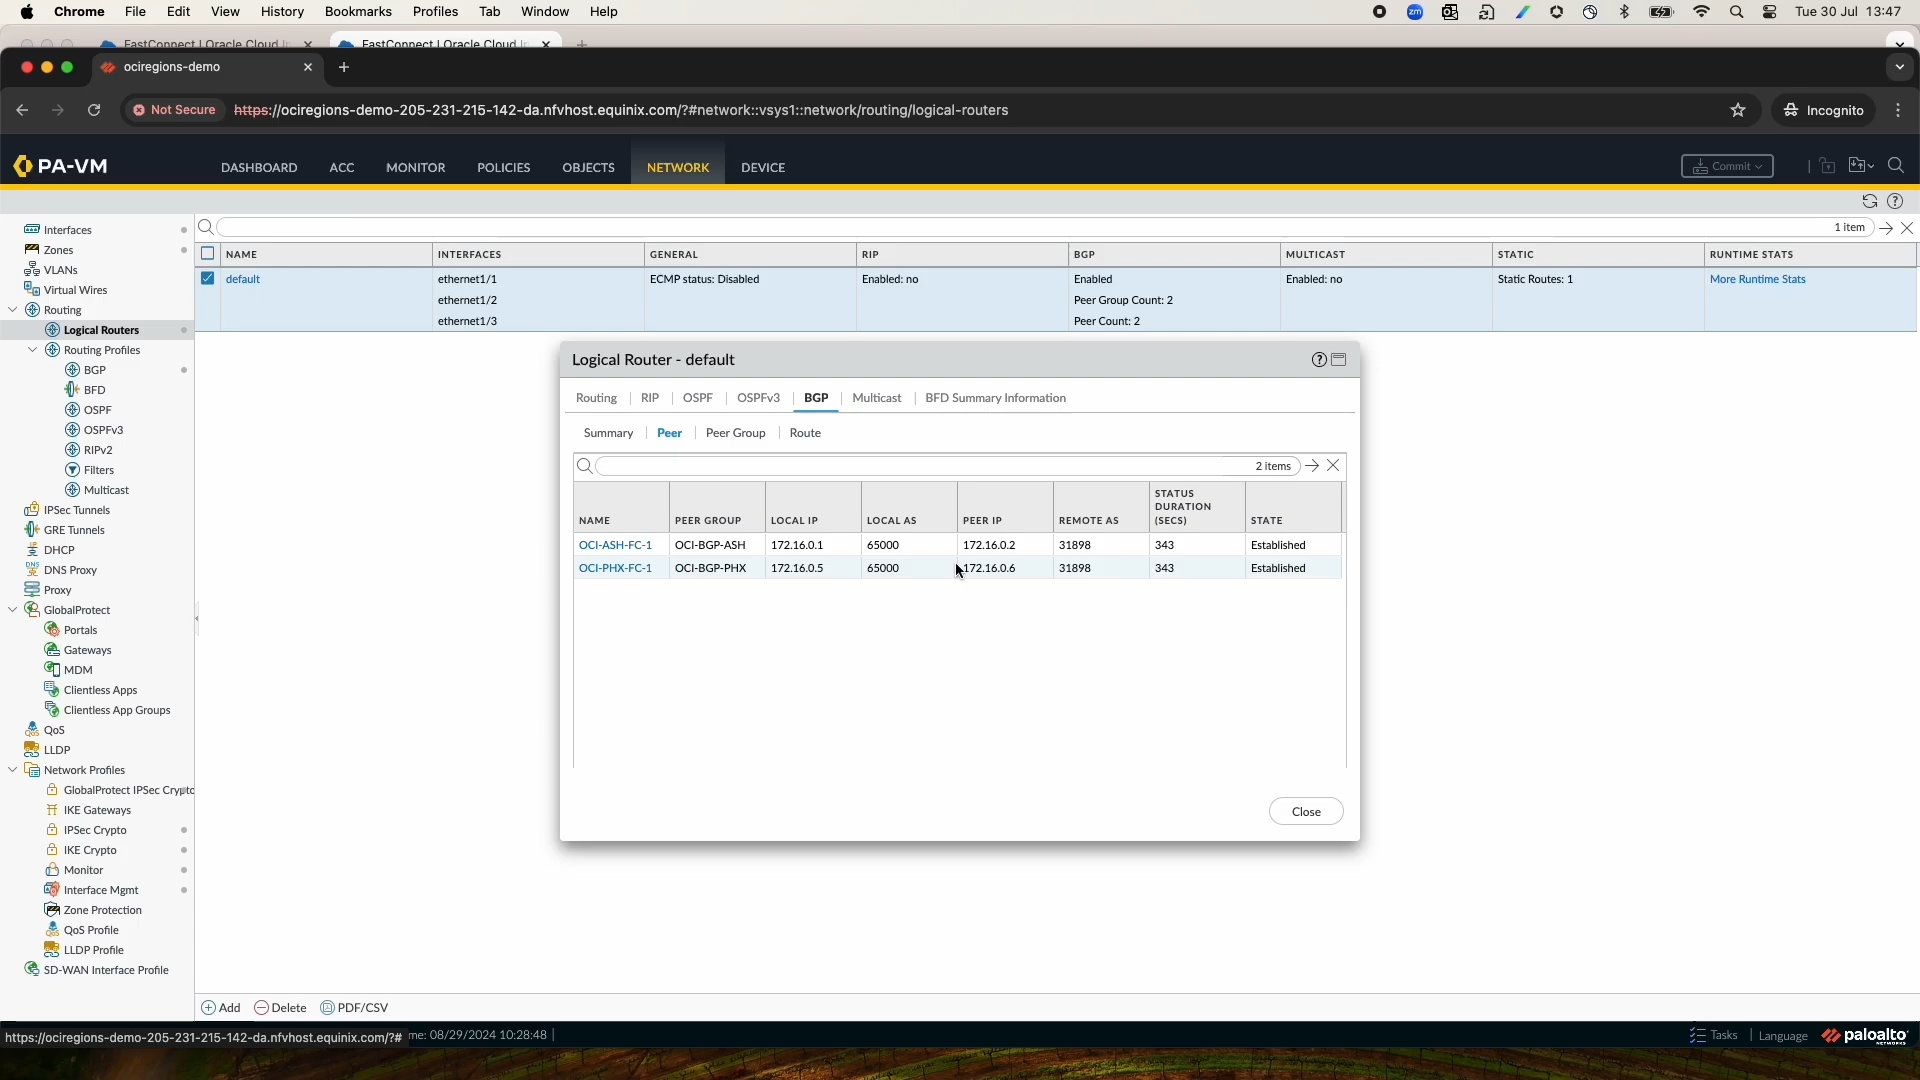 Chrome File Edit View History Bookmarks Profiles Tab Window Help zm Tue 30 Jul 13:47
FastConnect | Oracle Cloud FastConnect | Oracle Cloud
ociregions-demo
Not Secure https://ociregions-demo-205-231-215-142-da.nfvhost.equinix.com/?#network::vsys1::network/routing/logical-routers Incognito
PA-VM DASHBOARD ACC MONITOR POLICIES OBJECTS NETWORK DEVICE Commit
Interfaces
Zones
VLANs
Virtual Wires
Routing
Logical Routers
Routing Profiles
BGP
BFD
OSPF
OSPFv3
RIPv2
Filters
Multicast
IPSec Tunnels
GRE Tunnels
DHCP
DNS Proxy
Proxy
GlobalProtect
Portals
Gateways
MDM
Clientless Apps
Clientless App Groups
QoS
LLDP
Network Profiles
GlobalProtect IPSec Crypto
IKE Gateways
IPSec Crypto
IKE Crypto
Monitor
Interface Mgmt
Zone Protection
QoS Profile
LLDP Profile
SD-WAN Interface Profile
1 item
NAME INTERFACES GENERAL RIP BGP MULTICAST STATIC RUNTIME STATS
default ethernet1/1 ECMP status: Disabled Enabled: no Enabled Enabled: no Static Routes: 1 More Runtime Stats
ethernet1/2 Peer Group Count: 2
ethernet1/3 Peer Count: 2
Logical Router - default
Routing RIP OSPF OSPFv3 BGP Multicast BFD Summary Information
Summary Peer Peer Group Route
2 items
NAME PEER GROUP LOCAL IP LOCAL AS PEER IP REMOTE AS STATUS DURATION (SECS) STATE
OCI-ASH-FC-1 OCI-BGP-ASH 172.16.0.1 65000 172.16.0.2 31898 343 Established
OCI-PHX-FC-1 OCI-BGP-PHX 172.16.0.5 65000 172.16.0.6 31898 343 Established
Close
Add Delete PDF/CSV
https://ociregions-demo-205-231-215-142-da.nfvhost.equinix.com/?# me: 08/29/2024 10:28:48 Tasks Language paloalto NETWORKS